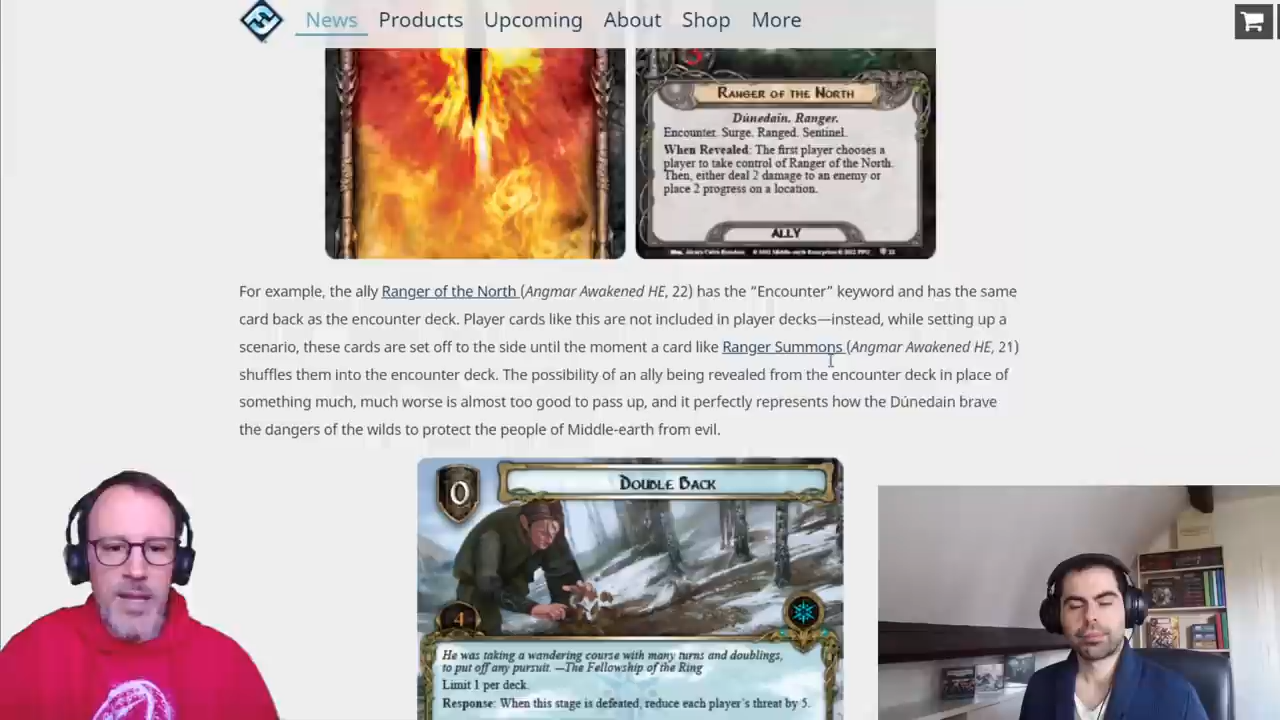 News Products Upcoming About Shop More
Ranger of the North
Dúnedain. Ranger.
Encounter. Surge. Ranged. Sentinel.
When Revealed: The first player chooses a
player to take control of Ranger of the North.
Then, either deal 2 damage to an enemy or
place 2 progress on a location.
ALLY
For example, the ally Ranger of the North (Angmar Awakened HE, 22) has the “Encounter” keyword and has the same
card back as the encounter deck. Player cards like this are not included in player decks—instead, while setting up a
scenario, these cards are set off to the side until the moment a card like Ranger Summons (Angmar Awakened HE, 21)
shuffles them into the encounter deck. The possibility of an ally being revealed from the encounter deck in place of
something much, much worse is almost too good to pass up, and it perfectly represents how the Dúnedain brave
the dangers of the wilds to protect the people of Middle-earth from evil.
0
Double Back
4
He was taking a wandering course with many turns and doublings,
to put off any pursuit. —The Fellowship of the Ring
Limit 1 per deck.
Response: When this stage is defeated, reduce each player's threat by 5.